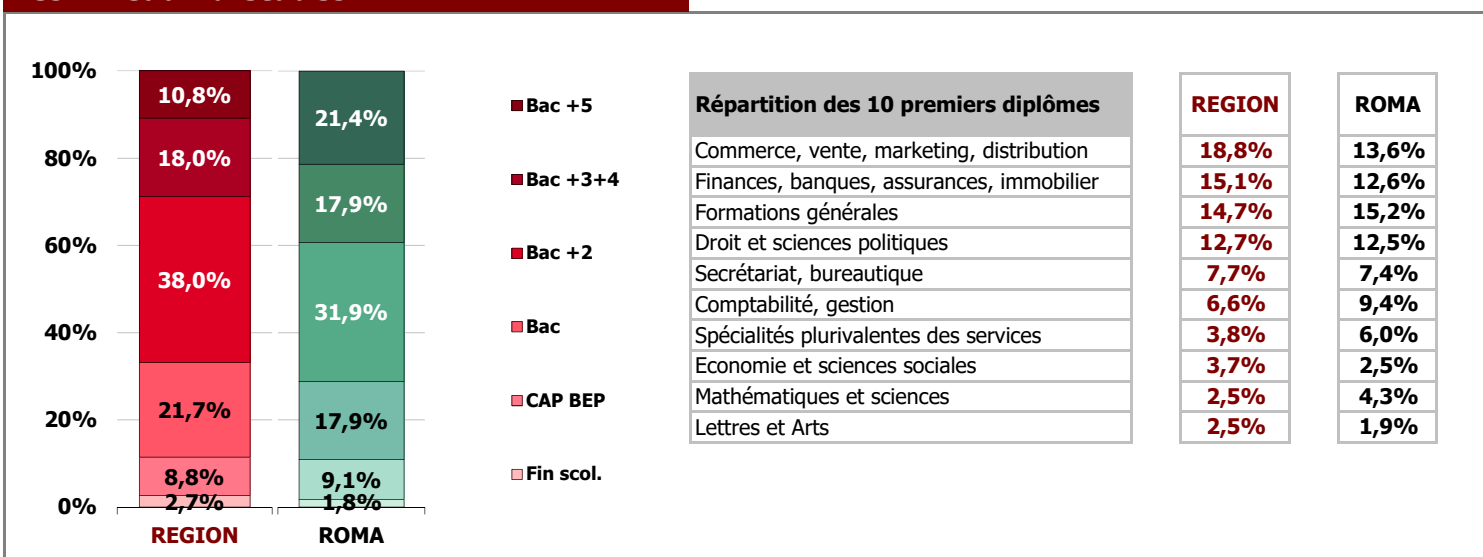 100%
80%
60%
40%
20%
0%
10,8%
18,0%
38,0%
21,7%
8,8%
2,7%
REGION
21,4%
17,9%
31,9%
17,9%
9,1%
1,8%
ROMA
Bac +5
Bac +3+4
Bac +2
Bac
CAP BEP
Fin scol.
Répartition des 10 premiers diplômes REGION ROMA
Commerce, vente, marketing, distribution 18,8% 13,6%
Finances, banques, assurances, immobilier 15,1% 12,6%
Formations générales 14,7% 15,2%
Droit et sciences politiques 12,7% 12,5%
Secrétariat, bureautique 7,7% 7,4%
Comptabilité, gestion 6,6% 9,4%
Spécialités plurivalentes des services 3,8% 6,0%
Economie et sciences sociales 3,7% 2,5%
Mathématiques et sciences 2,5% 4,3%
Lettres et Arts 2,5% 1,9%